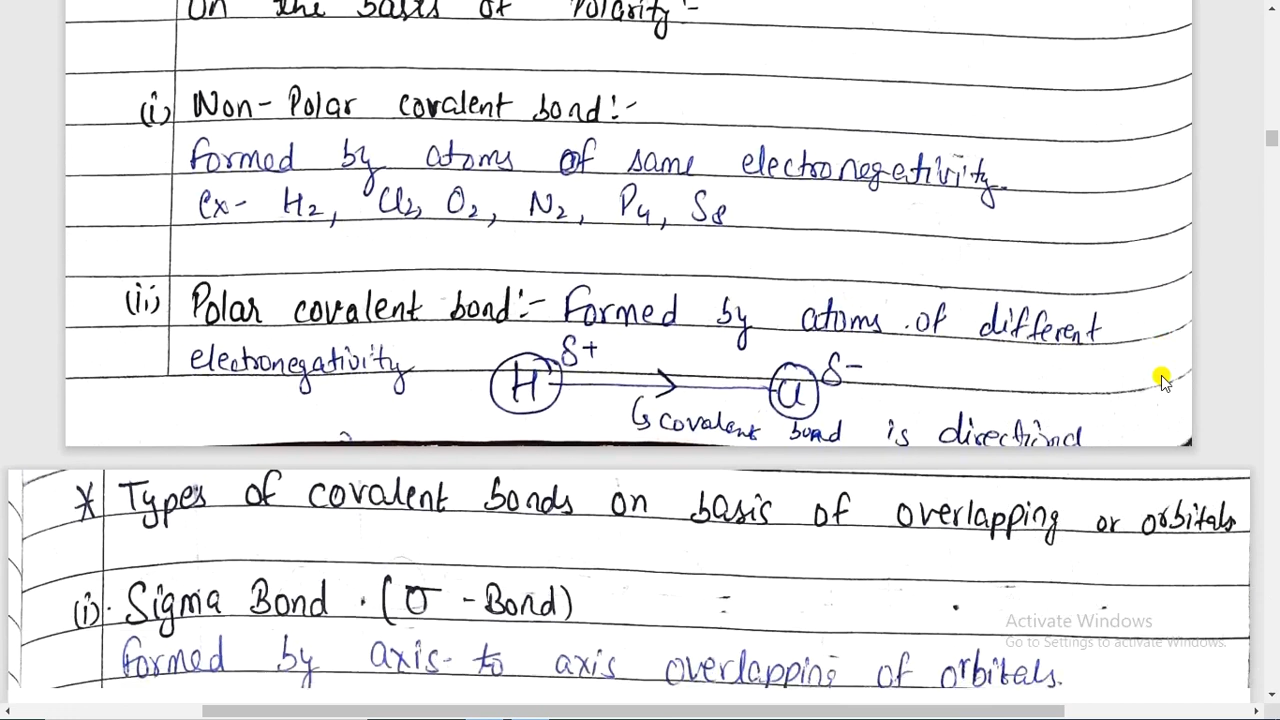 On the basis of Polarity:-
(i) Non-Polar covalent bond:-
formed by atoms of same electronegativity.
ex- H2, Cl2, O2, N2, P4, S8
(ii) Polar covalent bond:- Formed by atoms of different
electronegativity H δ+ Cl δ-
↳ covalent bond is directional
* Types of covalent bonds on basis of overlapping or orbitals
(i) Sigma Bond (σ -Bond)
formed by axis-to axis overlapping of orbitals.
Activate Windows
Go to Settings to activate Windows.